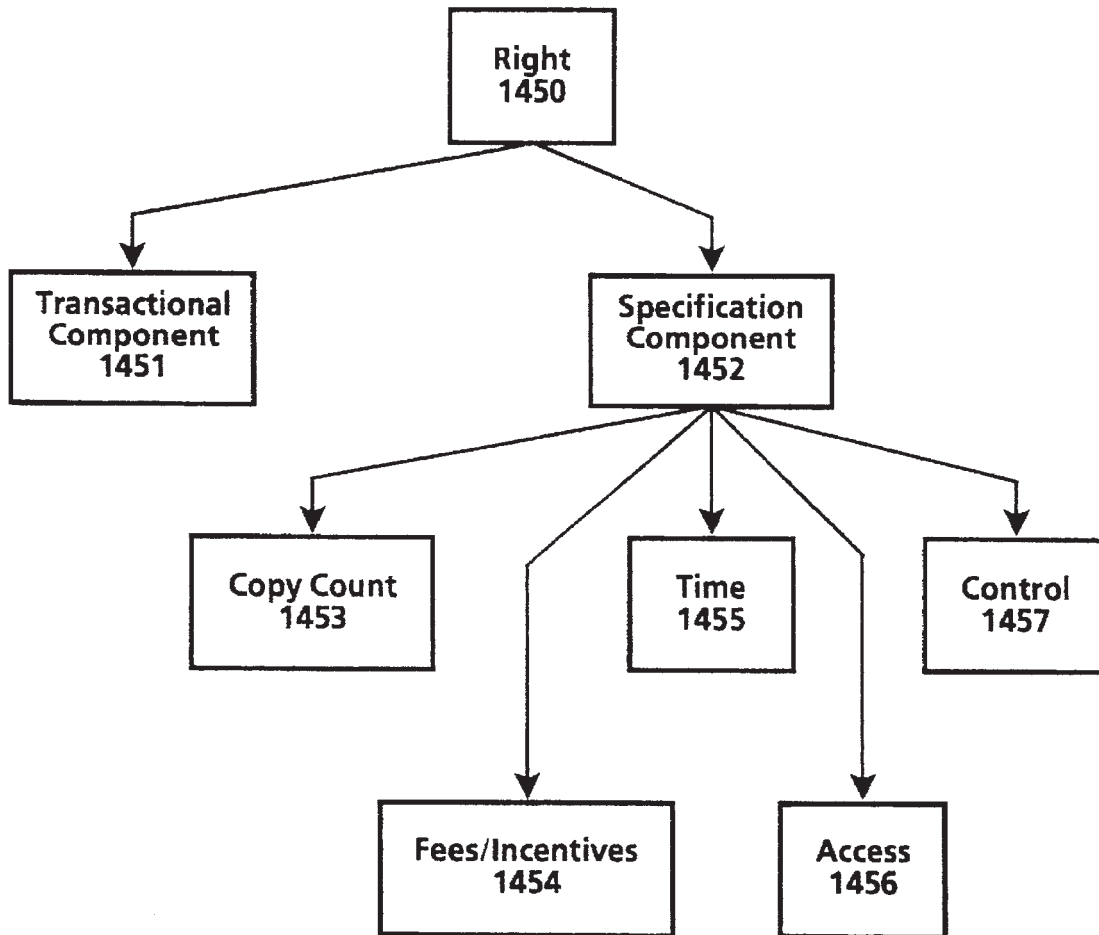 Right
1450
Transactional
Component
1451
Specification
Component
1452
Copy Count
1453
Time
1455
Control
1457
Fees/Incentives
1454
Access
1456